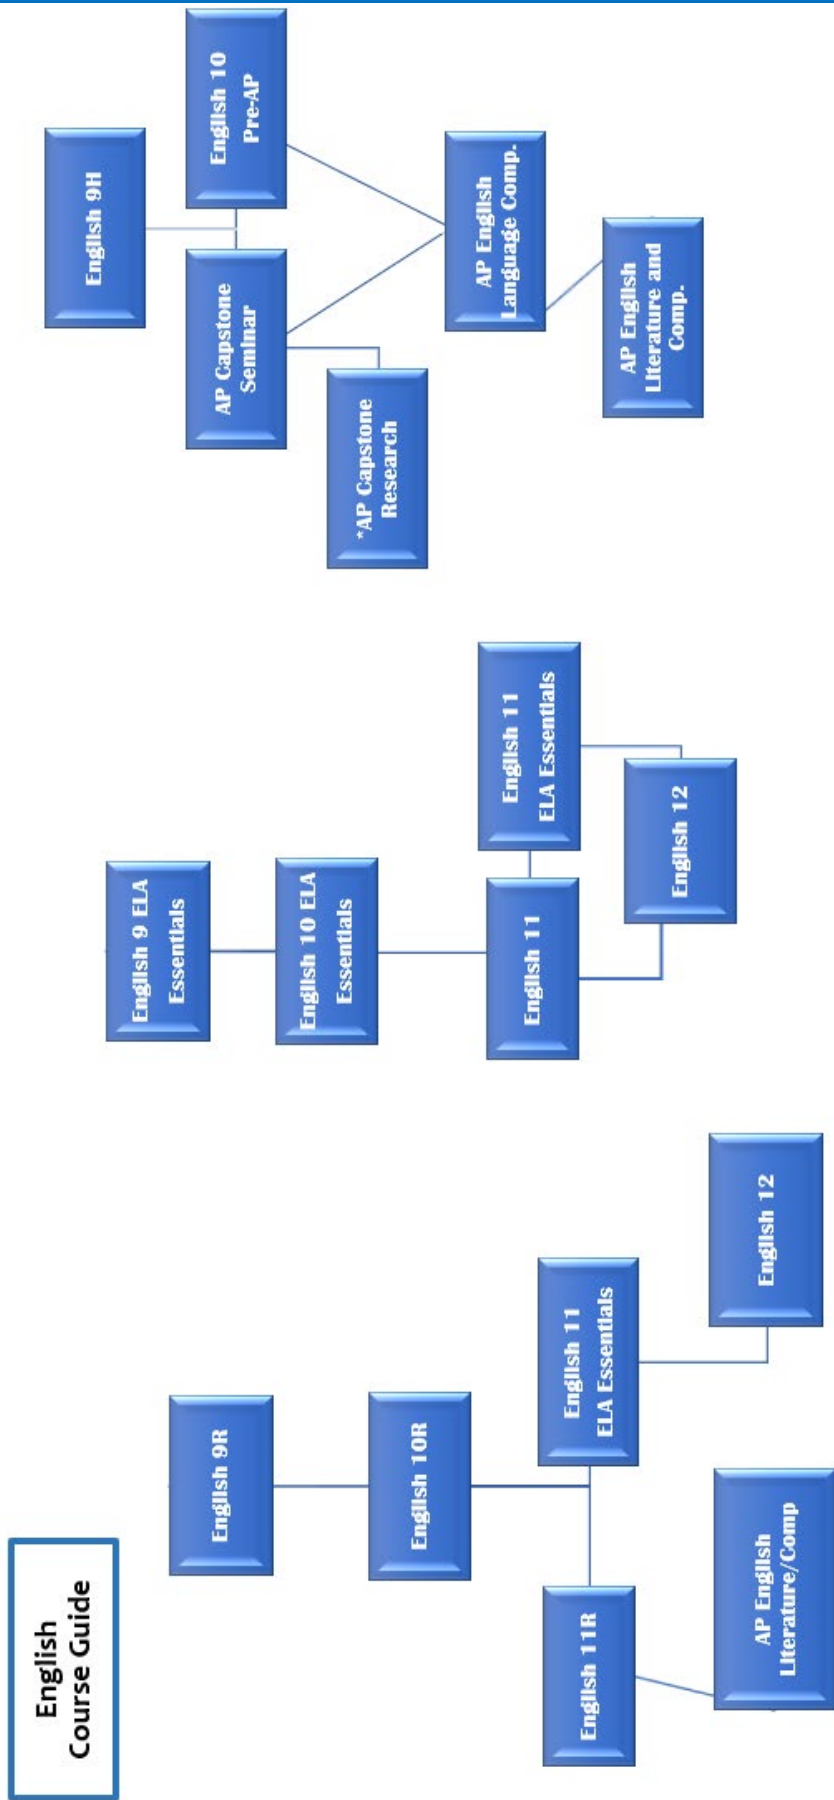 English
Course Guide
English 9R
English 10R
English 11R
English 11
ELA Essentials
AP English
Literature/Comp
English 12
English 9 ELA
Essentials
English 10 ELA
Essentials
English 11
English 11
ELA Essentials
English 12
English 9H
AP Capstone
Seminar
English 10
Pre-AP
*AP Capstone
Research
AP English
Language Comp.
AP English
Literature and
Comp.